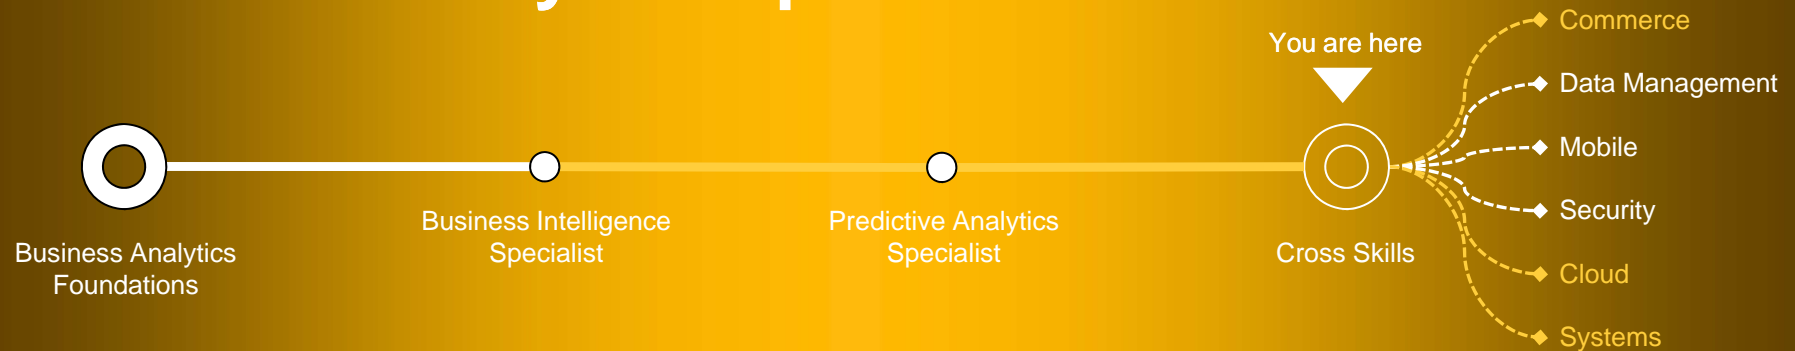 You are here
Business Analytics
Foundations
Business Intelligence
Specialist
Predictive Analytics
Specialist
Cross Skills
Commerce
Data Management
Mobile
Security
Cloud
Systems